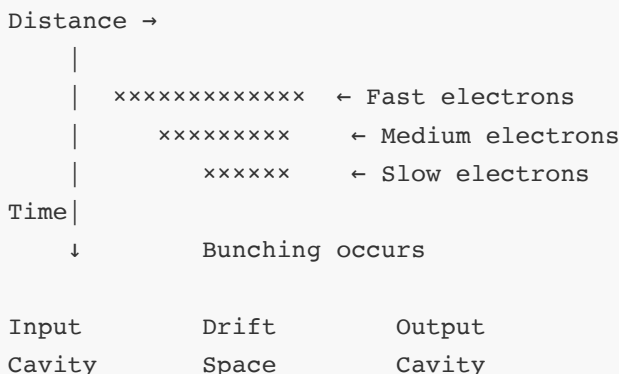 Distance →
|
| ××××××××××××× ← Fast electrons
| ××××××××× ← Medium electrons
| ×××××× ← Slow electrons
Time|
↓ Bunching occurs
Input Drift Output
Cavity Space Cavity